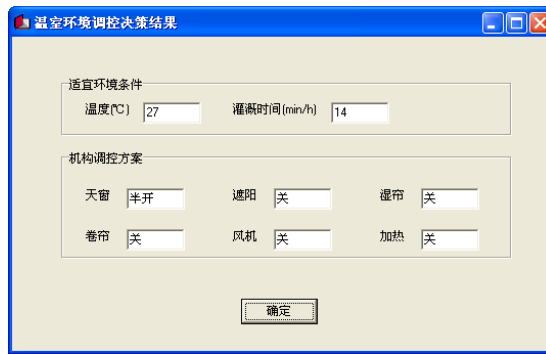 温室环境调控决策结果
适宜环境条件
温度(℃) 27 灌溉时间(min/h) 14
机构调控方案
天窗 半开 遮阳 关 湿帘 关
卷帘 关 风机 关 加热 关
确定